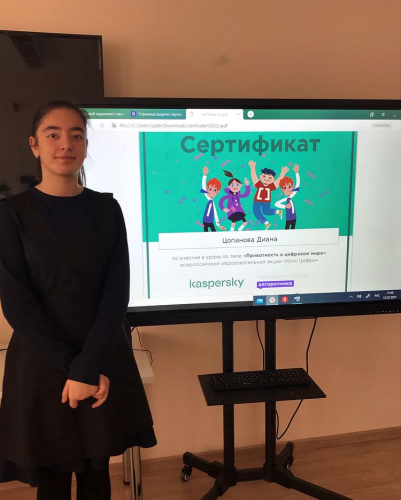 Сертификат
Цопанова Диана
за участие в уроке по теме «Приватность в цифровом мире»
всероссийской образовательной акции «Урок Цифры»
kaspersky
алгоритмика